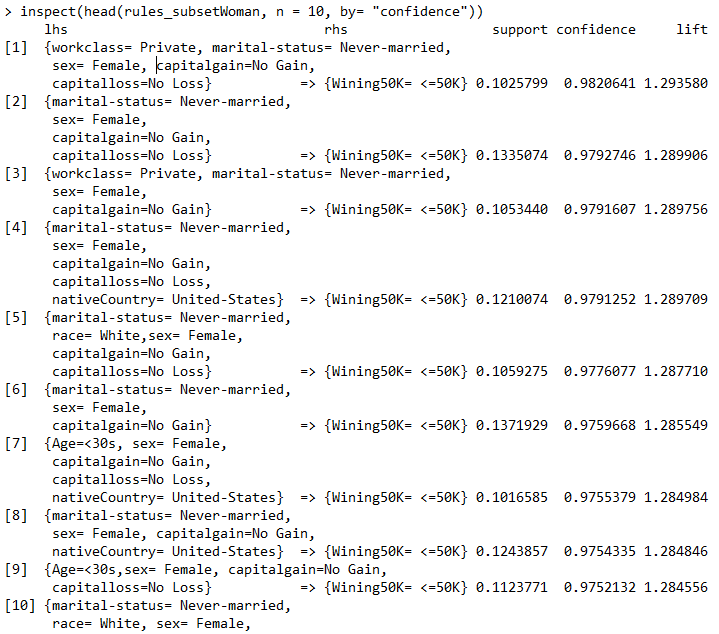 > inspect(head(rules_subsetWoman, n = 10, by= "confidence"))
lhs rhs support confidence lift
[1] {workclass= Private, marital-status= Never-married,
sex= Female, capitalgain=No Gain,
capitalloss=No Loss} => {Wining50K= <=50K} 0.1025799 0.9820641 1.293580
[2] {marital-status= Never-married,
sex= Female,
capitalgain=No Gain,
capitalloss=No Loss} => {Wining50K= <=50K} 0.1335074 0.9792746 1.289906
[3] {workclass= Private, marital-status= Never-married,
sex= Female,
capitalgain=No Gain} => {Wining50K= <=50K} 0.1053440 0.9791607 1.289756
[4] {marital-status= Never-married,
sex= Female,
capitalgain=No Gain,
capitalloss=No Loss,
nativeCountry= United-States} => {Wining50K= <=50K} 0.1210074 0.9791252 1.289709
[5] {marital-status= Never-married,
race= White,sex= Female,
capitalgain=No Gain,
capitalloss=No Loss} => {Wining50K= <=50K} 0.1059275 0.9776077 1.287710
[6] {marital-status= Never-married,
sex= Female,
capitalgain=No Gain} => {Wining50K= <=50K} 0.1371929 0.9759668 1.285549
[7] {Age=<30s, sex= Female,
capitalgain=No Gain,
capitalloss=No Loss,
nativeCountry= United-States} => {Wining50K= <=50K} 0.1016585 0.9755379 1.284984
[8] {marital-status= Never-married,
sex= Female, capitalgain=No Gain,
nativeCountry= United-States} => {Wining50K= <=50K} 0.1243857 0.9754335 1.284846
[9] {Age=<30s,sex= Female, capitalgain=No Gain,
capitalloss=No Loss} => {Wining50K= <=50K} 0.1123771 0.9752132 1.284556
[10] {marital-status= Never-married,
race= White, sex= Female,